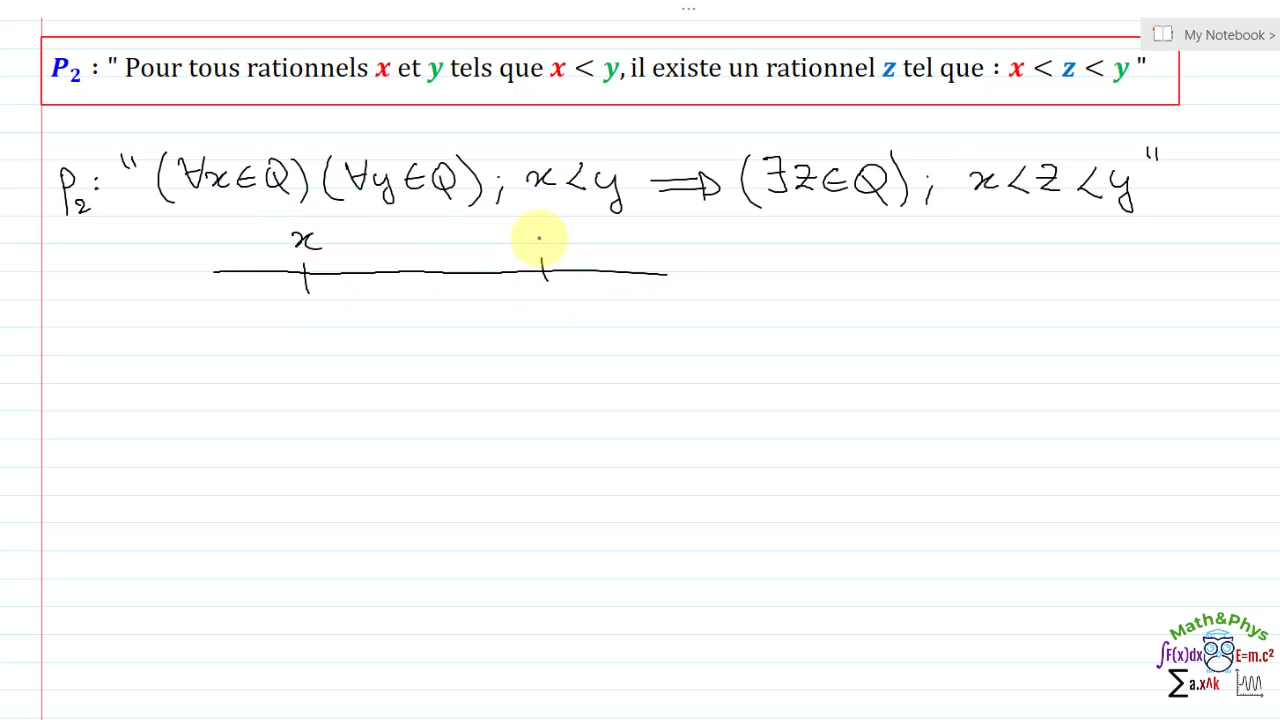 ...
My Notebook >
P₂ : " Pour tous rationnels x et y tels que x < y, il existe un rationnel z tel que : x < z < y "
P₂ : " (∀x∈Q)(∀y∈Q) ; x<y ⟹ (∃z∈Q) ; x<z<y "
x
Math&Phys
∫F(x)dx E=m.c²
∑ a.x^k